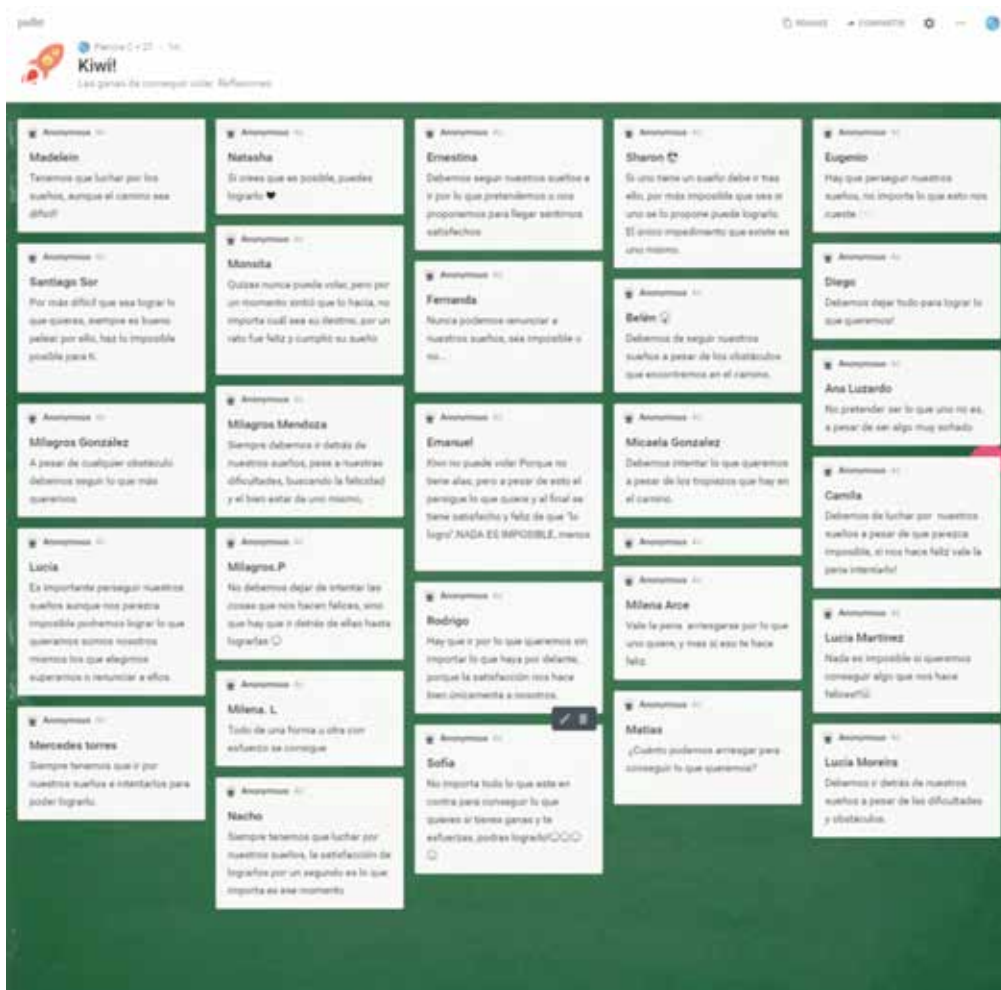 padlet
REHACER COMPARTIR
Kiwi!
Las ganas de conseguir volar. Reflexiones
Anonymous
Madelein
Tenemos que luchar por los
sueños, aunque el camino sea
dificil!
Anonymous
Santiago Sor
Por más difícil que sea lograr lo
que quieras, siempre es bueno
pelear por ello, haz lo imposible
posible para ti.
Anonymous
Milagros González
A pesar de cualquier obstáculo
debemos seguir lo que más
queremos.
Anonymous
Lucía
Es importante perseguir nuestros
sueños aunque nos parezca
imposible podremos lograr lo que
queramos somos nosotros
mismos los que elegimos
superarnos o renunciar a ellos.
Anonymous
Mercedes torres
Siempre tenemos que ir por
nuestros sueños e intentarlos para
poder lograrlo.
Anonymous
Natasha
Si crees que es posible, puedes
lograrlo ♥
Anonymous
Monsita
Quizas nunca pueda volar, pero por
un momento sintió que lo hacia, no
importa cuál sea su destino, por un
rato fue feliz y cumplió su sueño
Anonymous
Milagros Mendoza
Siempre debemos ir detrás de
nuestros sueños, pese a nuestras
dificultades, buscando la felicidad
y el bien estar de uno mismo.
Anonymous
Milagros.P
No debemos dejar de intentar las
cosas que nos hacen felices, sino
que hay que ir detrás de ellas hasta
lograrlas
Anonymous
Milena. L
Todo de una forma u otra con
esfuerzo se consigue
Anonymous
Nacho
Siempre tenemos que luchar por
nuestros sueños, la satisfacción de
lograrlos por un segundo es lo que
importa es ese momento
Anonymous
Ernestina
Debemos seguir nuestros sueños e
ir por lo que pretendemos o nos
proponemos para llegar sentirnos
satisfechos
Anonymous
Fernanda
Nunca podemos renunciar a
nuestros sueños, sea imposible o
no...
Anonymous
Emanuel
Kiwi no puede volar Porque no
tiene alas, pero a pesar de esto el
persigue lo que quiere y al final se
siente satisfecho y feliz de que "lo
logro".NADA ES IMPOSIBLE, menos
Anonymous
Rodrigo
Hay que ir por lo que queremos sin
importar lo que haya por delante,
porque la satisfacción nos hace
bien únicamente a nosotros.
Anonymous
Sofía
No importa todo lo que este en
contra para conseguir lo que
quieres si tienes ganas y te
esfuerzas, podras lograrlo!
Anonymous
Sharon
Si uno tiene un sueño debe ir tras
ello, por más imposible que sea si
uno se lo propone puede lograrlo.
El único impedimento que existe es
uno mismo.
Anonymous
Belén
Debemos de seguir nuestros
sueños a pesar de los obstáculos
que encontremos en el camino.
Anonymous
Micaela Gonzalez
Debemos intentar lo que queremos
a pesar de los tropiezos que hay en
el camino.
Anonymous
Anonymous
Milena Arce
Vale la pena arriesgarse por lo que
uno quiere, y mas si eso te hace
feliz.
Anonymous
Matias
¿Cuánto podemos arriesgar para
conseguir lo que queremos?
Anonymous
Eugenio
Hay que perseguir nuestros
sueños, no importa lo que esto nos
cueste
Anonymous
Diego
Debemos dejar todo para lograr lo
que queremos!
Anonymous
Ana Luzardo
No pretender ser lo que uno no es,
a pesar de ser algo muy soñado.
Anonymous
Camila
Debemos de luchar por nuestros
sueños a pesar de que parezca
imposible, si nos hace feliz vale la
pena intentarlo!
Anonymous
Lucía Martinez
Nada es imposible si queremos
conseguir algo que nos hace
felices!!
Anonymous
Lucía Moreira
Debemos ir detrás de nuestros
sueños a pesar de las dificultades
y obstáculos.